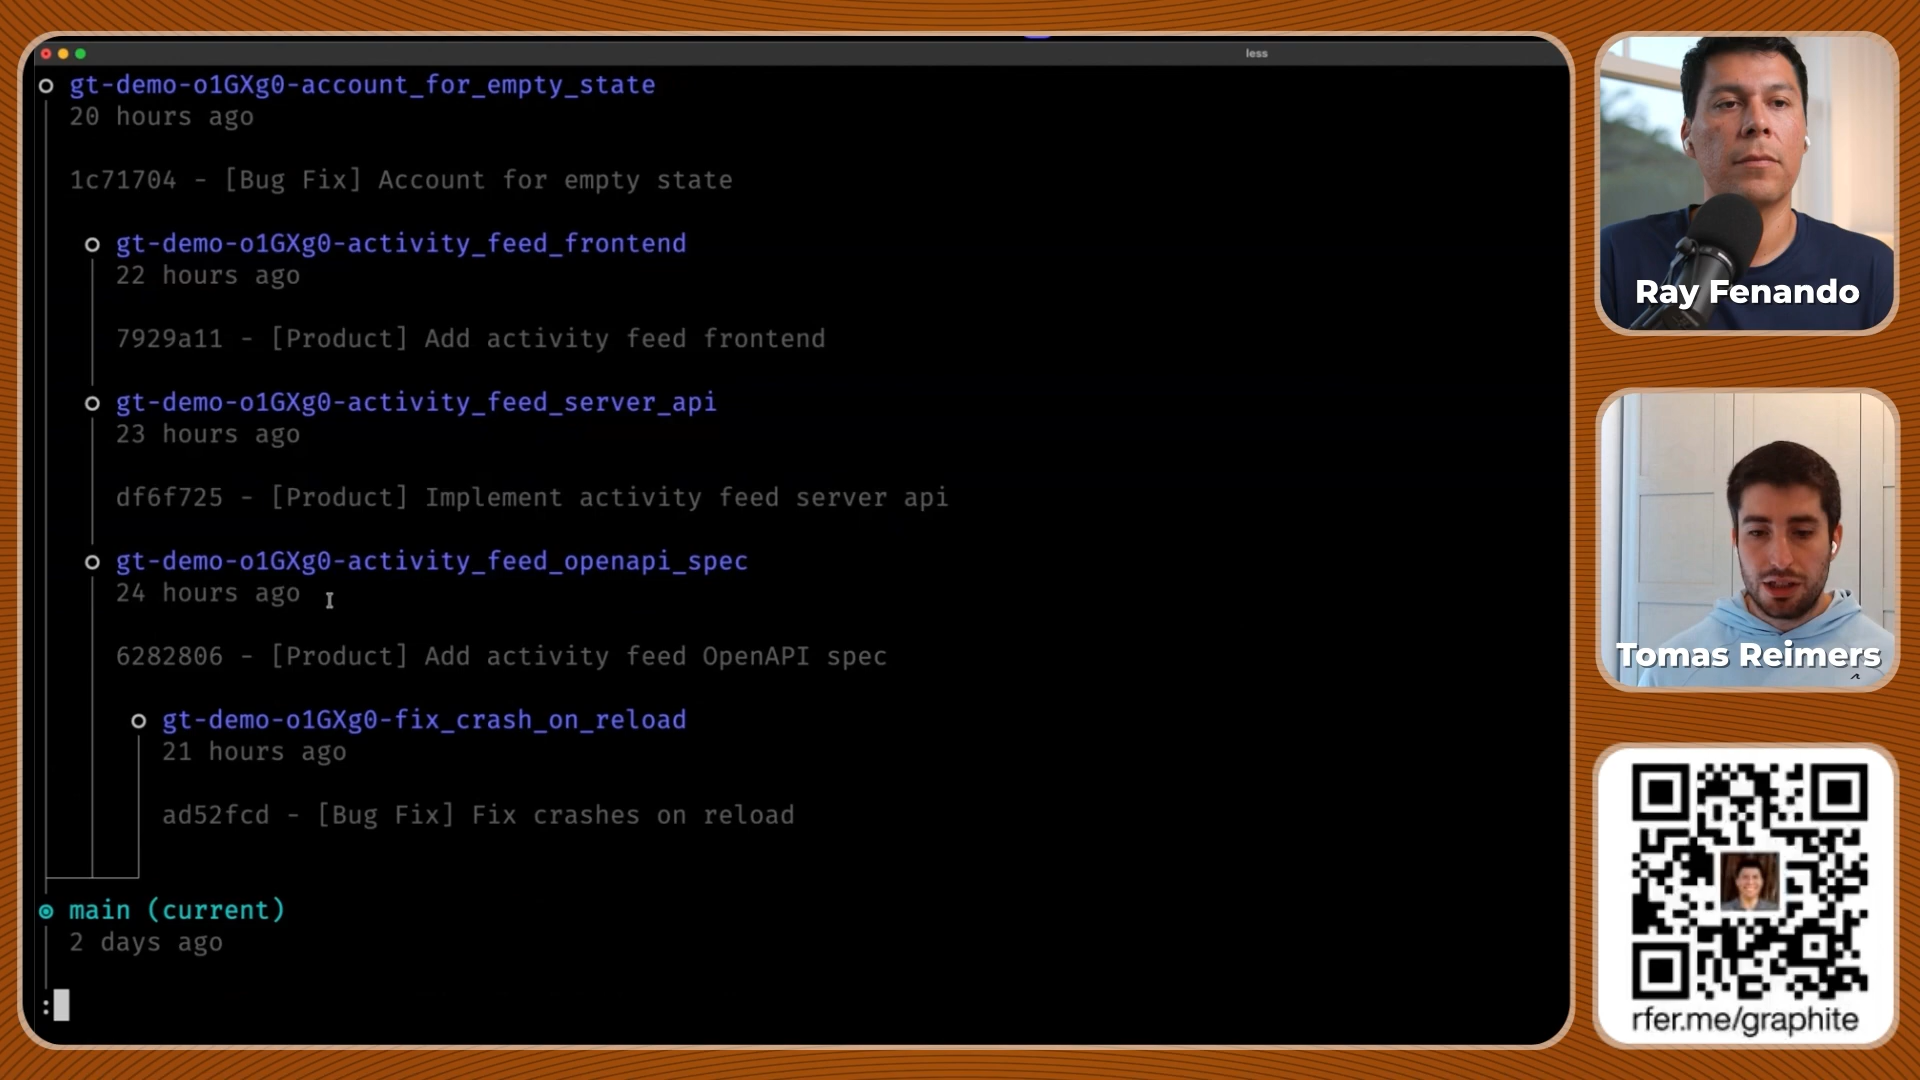 less
gt-demo-o1GXg0-account_for_empty_state
20 hours ago
1c71704 - [Bug Fix] Account for empty state
gt-demo-o1GXg0-activity_feed_frontend
22 hours ago
7929a11 - [Product] Add activity feed frontend
gt-demo-o1GXg0-activity_feed_server_api
23 hours ago
df6f725 - [Product] Implement activity feed server api
gt-demo-o1GXg0-activity_feed_openapi_spec
24 hours ago
6282806 - [Product] Add activity feed OpenAPI spec
gt-demo-o1GXg0-fix_crash_on_reload
21 hours ago
ad52fcd - [Bug Fix] Fix crashes on reload
main (current)
2 days ago
:
Ray Fenando
Tomas Reimers
rfer.me/graphite